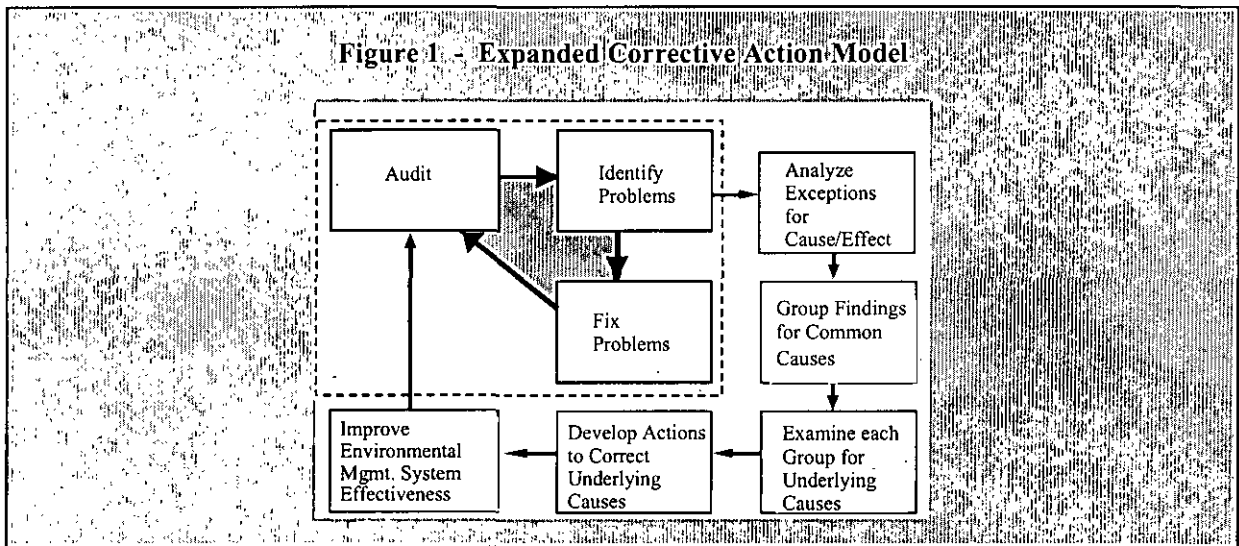 Figure 1 - Expanded Corrective Action Model
Audit
Identify
Problems
Fix
Problems
Analyze
Exceptions
for
Cause/Effect
Group Findings
for Common
Causes
Examine each
Group for
Underlying
Causes
Develop Actions
to Correct
Underlying
Causes
Improve
Environmental
Mgmt. System
Effectiveness